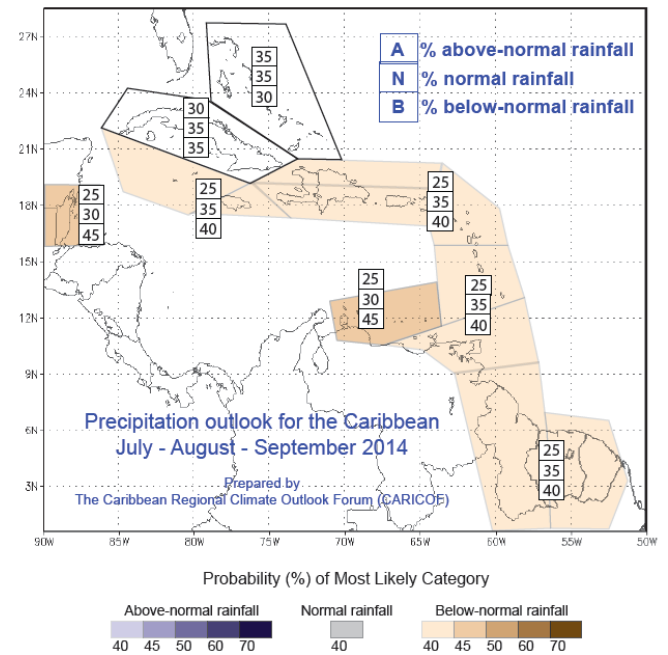 27N
24N
21N
18N
15N
12N
9N
6N
3N
A % above-normal rainfall
N % normal rainfall
B % below-normal rainfall
35
35
30
30
35
35
25
30
45
25
35
40
25
35
40
25
30
45
25
35
40
25
35
40
Precipitation outlook for the Caribbean
July - August - September 2014
Prepared by
The Caribbean Regional Climate Outlook Forum (CARICOF)
90W 85W 80W 75W 70W 65W 60W 55W 50W
Probability (%) of Most Likely Category
Above-normal rainfall Normal rainfall Below-normal rainfall
40 45 50 60 70 40 40 45 50 60 70